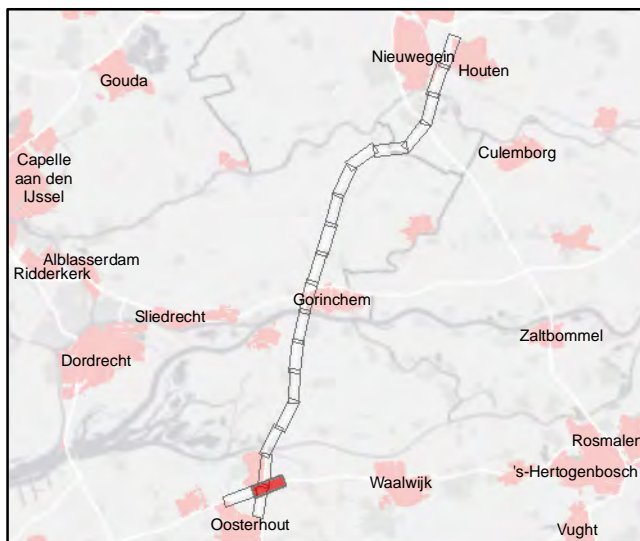 Nieuwegein
Houten
Gouda
Culemborg
Capelle
aan den
IJssel
Alblasserdam
Ridderkerk
Gorinchem
Sliedrecht
Zaltbommel
Dordrecht
Rosmalen
's-Hertogenbosch
Waalwijk
Oosterhout
Vught